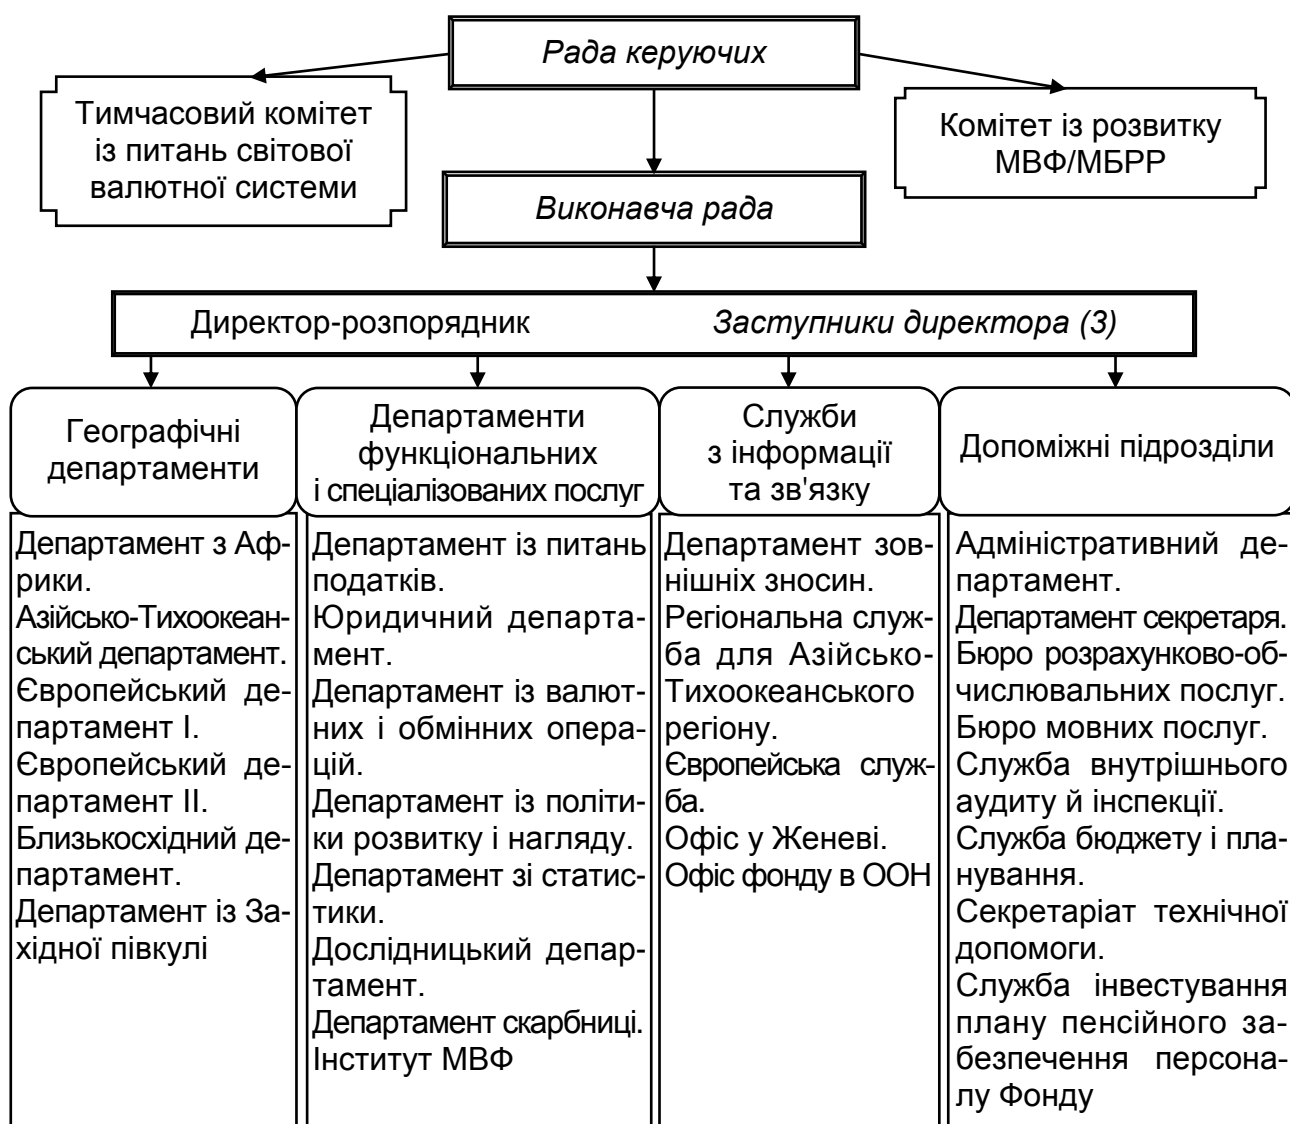 Рада керуючих
Тимчасовий комітет
із питань світової
валютної системи
Комітет із розвитку
МВФ/МБРР
Виконавча рада
Директор-розпорядник
Заступники директора (3)
Географічні
департаменти
Департаменти
функціональних
і спеціалізованих послуг
Служби
з інформації
та зв'язку
Допоміжні підрозділи
Департамент з Аф-
рики.
Азійсько-Тихоокеан-
ський департамент.
Європейський де-
партамент I.
Європейський де-
партамент II.
Близькосхідний де-
партамент.
Департамент із За-
хідної півкулі
Департамент із питань
податків.
Юридичний департа-
мент.
Департамент із валют-
них і обмінних опера-
цій.
Департамент із політи-
ки розвитку і нагляду.
Департамент зі статис-
тики.
Дослідницький депар-
тамент.
Департамент скарбниці.
Інститут МВФ
Департамент зов-
нішніх зносин.
Регіональна служ-
ба для Азійсько-
Тихоокеанського
регіону.
Європейська служ-
ба.
Офіс у Женеві.
Офіс фонду в ООН
Адміністративний де-
партамент.
Департамент секретаря.
Бюро розрахунково-об-
числювальних послуг.
Бюро мовних послуг.
Служба внутрішнього
аудиту й інспекції.
Служба бюджету і пла-
нування.
Секретаріат технічної
допомоги.
Служба інвестування
плану пенсійного за-
безпечення персона-
лу Фонду